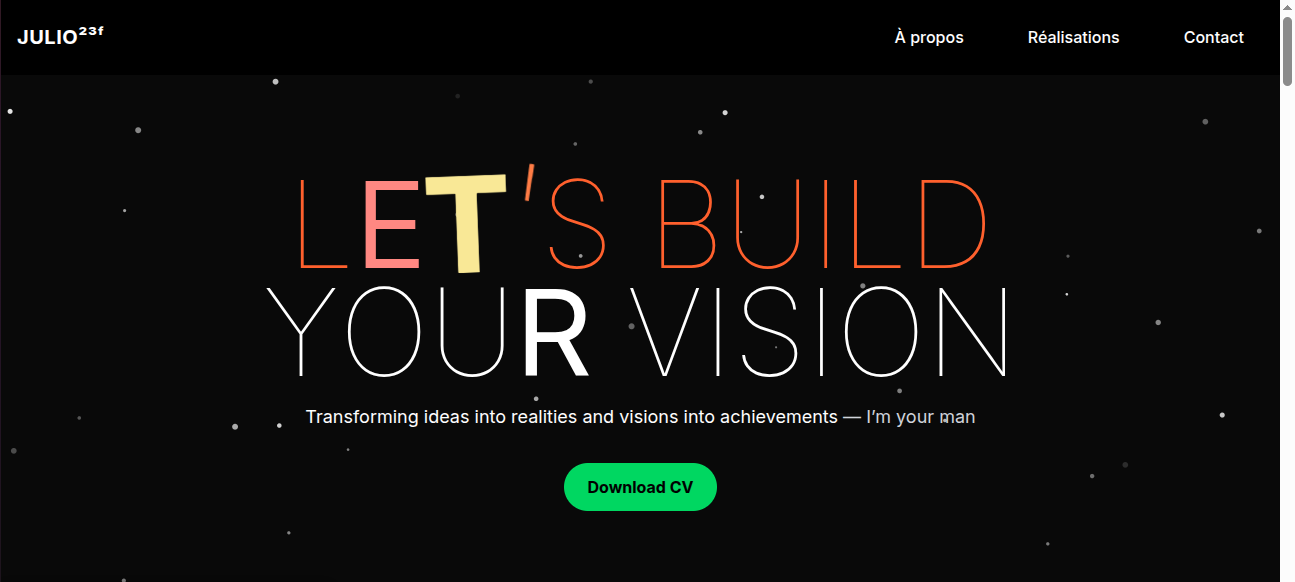 JULIO²³ᶠ
À propos Réalisations Contact
LET'S BUILD
YOUR VISION
Transforming ideas into realities and visions into achievements — I’m your man
Download CV